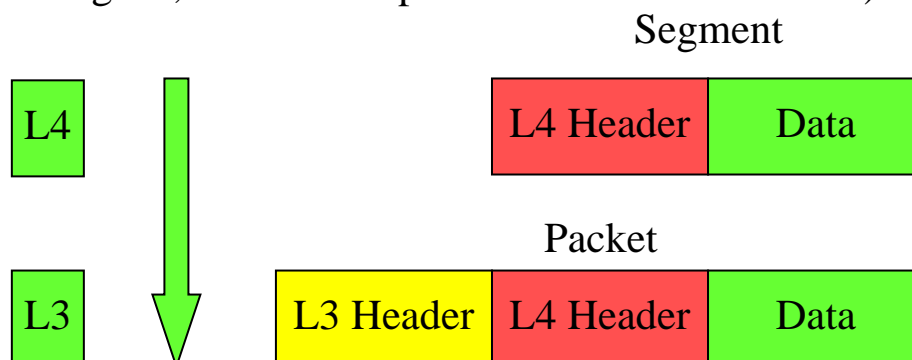 Segment
L4 L4 Header Data
Packet
L3 L3 Header L4 Header Data